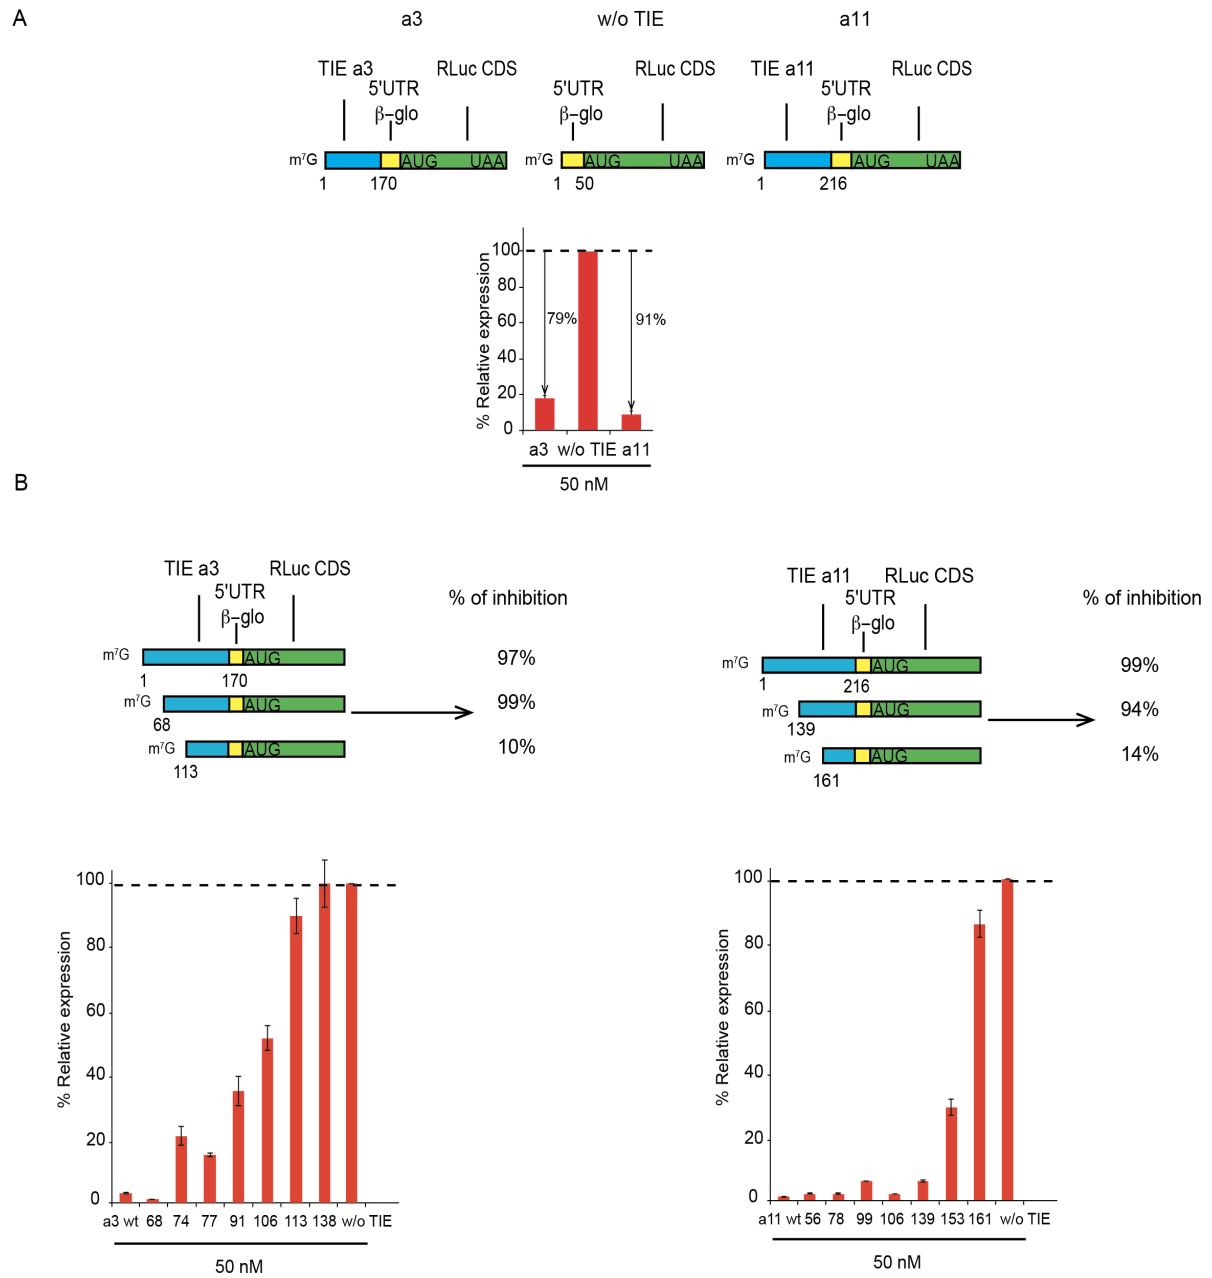 A
a3 w/o TIE a11
TIE a3 RLuc CDS RLuc CDS TIE a11 RLuc CDS
5'UTR 5'UTR 5'UTR
β–glo β–glo β–glo
m⁷G AUG UAA m⁷G AUG UAA m⁷G AUG UAA
1 170 1 50 1 216
% Relative expression
100
80
60
40
20
0
79% 91%
a3 w/o TIE a11
50 nM
B
TIE a3 RLuc CDS
5'UTR
β–glo
% of inhibition
m⁷G AUG 97%
1 170
m⁷G AUG 99%
68
m⁷G AUG 10%
113
TIE a11 RLuc CDS
5'UTR
β–glo
% of inhibition
m⁷G AUG 99%
1 216
m⁷G AUG 94%
139
m⁷G AUG 14%
161
% Relative expression
100
80
60
40
20
0
a3 wt 68 74 77 91 106 113 138 w/o TIE
50 nM
% Relative expression
100
80
60
40
20
0
a11 wt 56 78 99 106 139 153 161 w/o TIE
50 nM